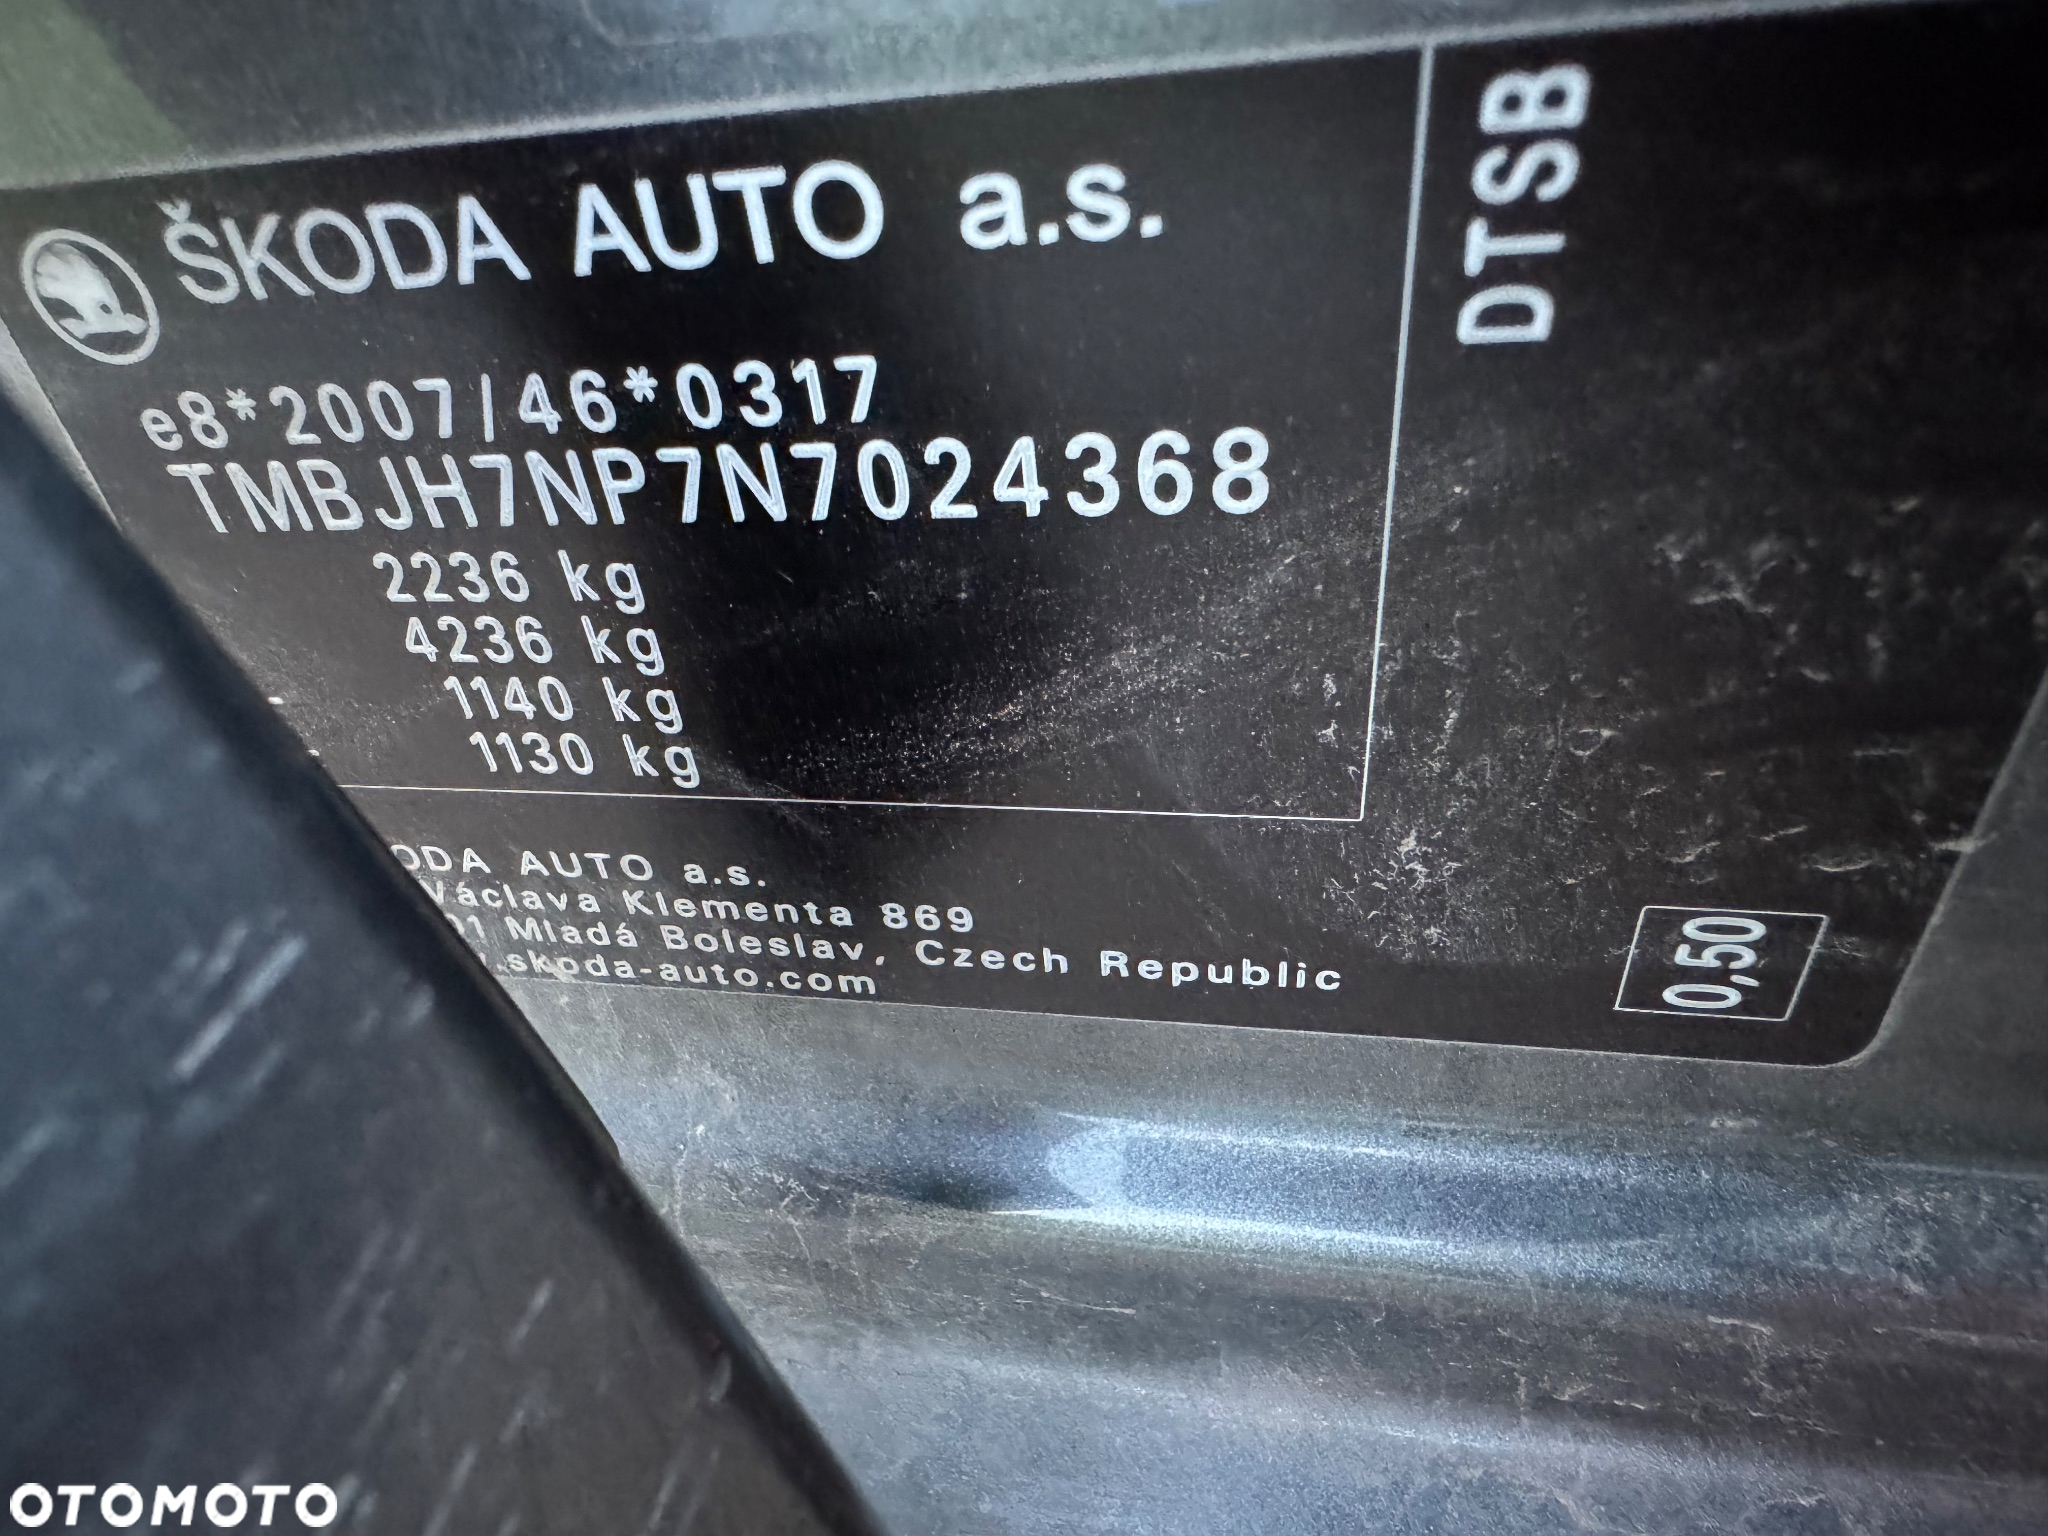 ŠKODA AUTO a.s.
e8*2007/46*0317
TMBJH7NP7N7024368
2236 kg
4236 kg
1140 kg
1130 kg
DTSB
ODA AUTO a.s.
Václava Klementa 869
01 Mladá Boleslav, Czech Republic
.skoda-auto.com
0,50
OTOMOTO